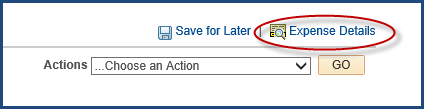 Save for Later | Expense Details
Actions ...Choose an Action GO